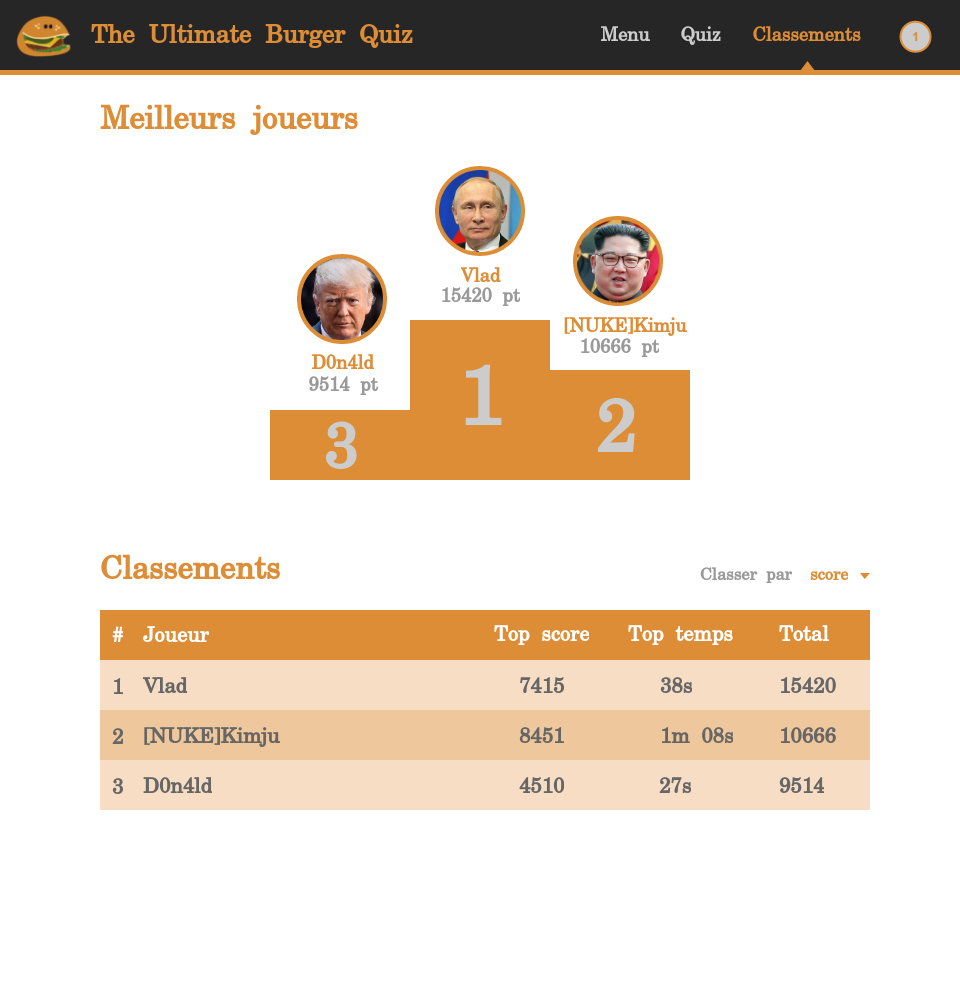 The Ultimate Burger Quiz
Menu Quiz Classements 1
Meilleurs joueurs
Vlad
15420 pt
[NUKE]Kimju
10666 pt
D0n4ld
9514 pt
1
2
3
Classements
Classer par score
# Joueur Top score Top temps Total
1 Vlad 7415 38s 15420
2 [NUKE]Kimju 8451 1m 08s 10666
3 D0n4ld 4510 27s 9514